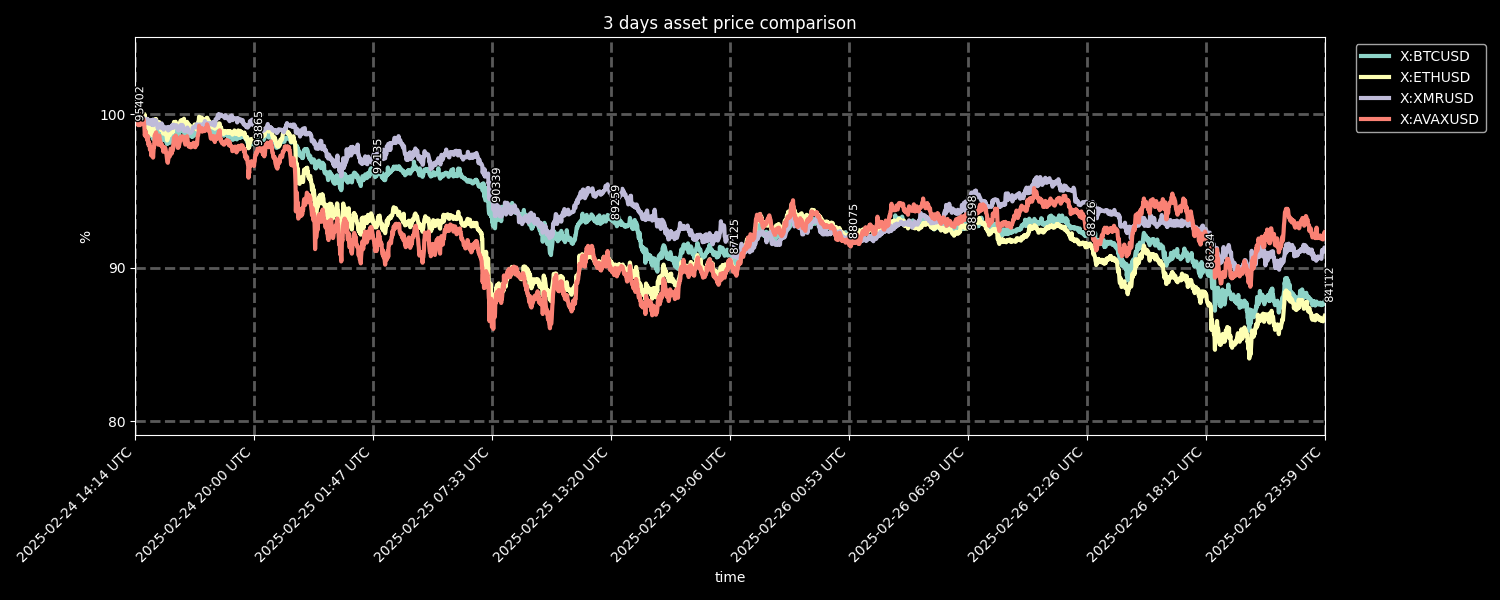 3 days asset price comparison
X:BTCUSD
X:ETHUSD
X:XMRUSD
X:AVAXUSD
%
100
90
80
95402
93865
92135
90339
89259
87125
88075
88598
88226
86234
84112
2025-02-24 14:14 UTC
2025-02-24 20:00 UTC
2025-02-25 01:47 UTC
2025-02-25 07:33 UTC
2025-02-25 13:20 UTC
2025-02-25 19:06 UTC
2025-02-26 00:53 UTC
2025-02-26 06:39 UTC
2025-02-26 12:26 UTC
2025-02-26 18:12 UTC
2025-02-26 23:59 UTC
time